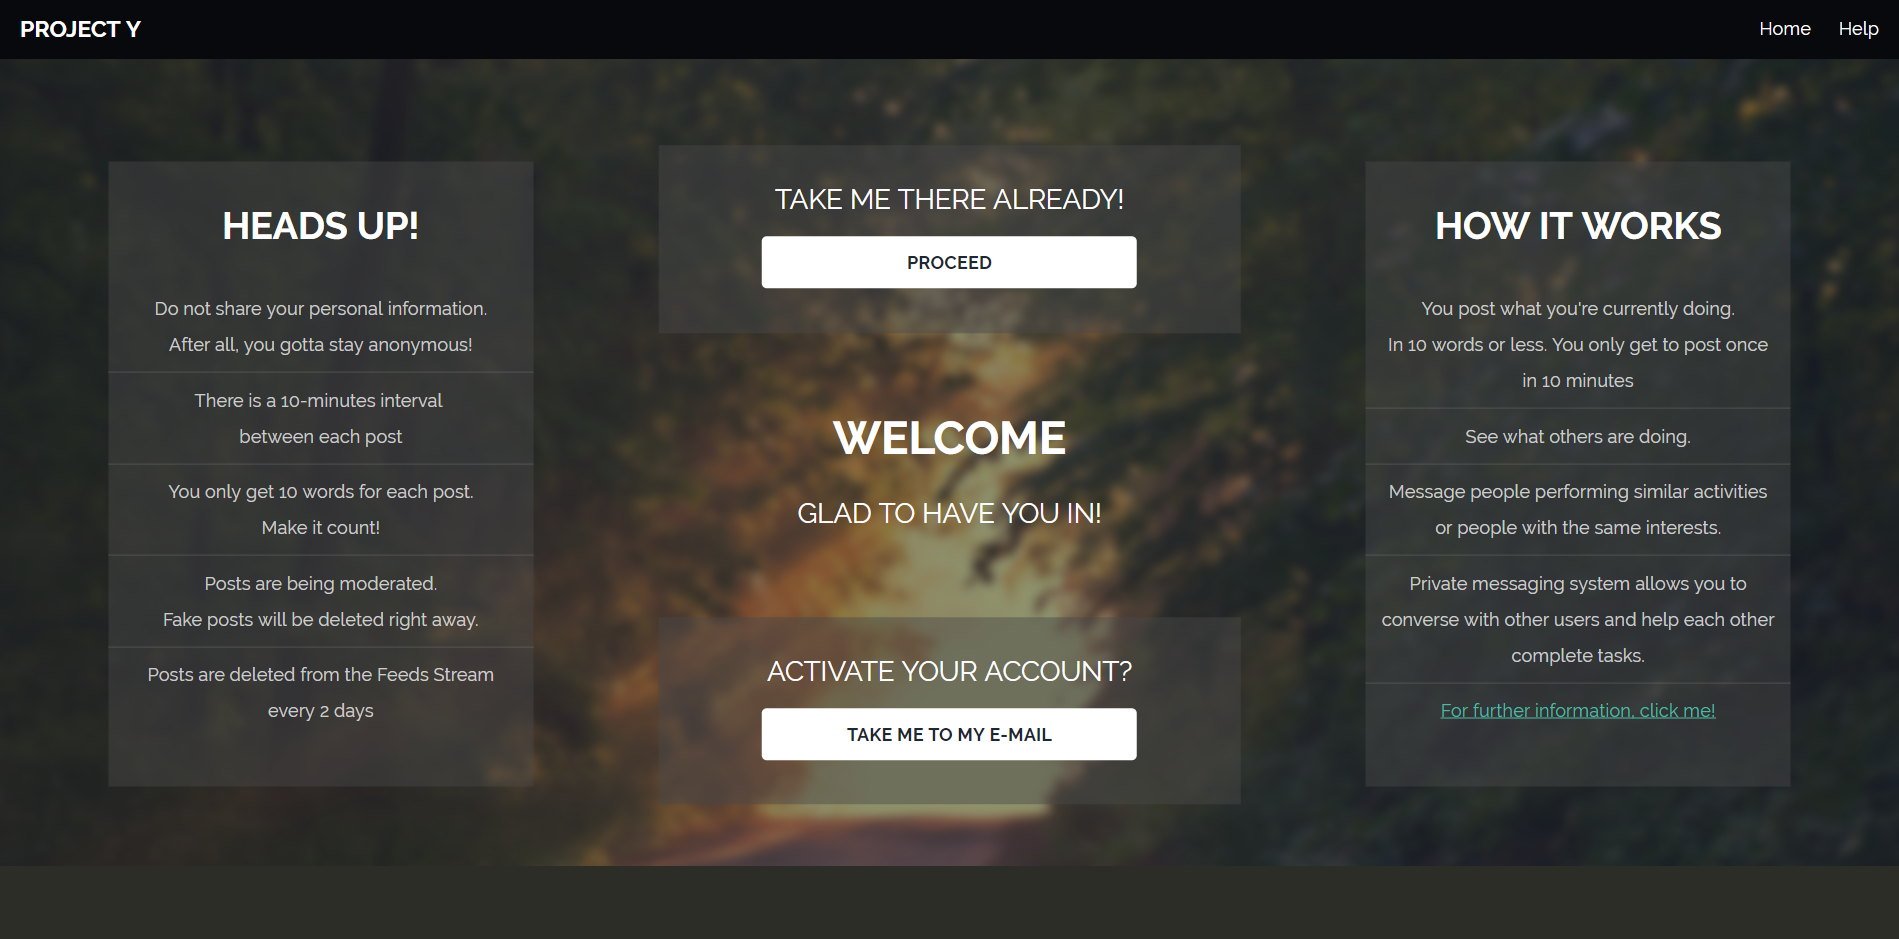 PROJECT Y
Home
Help
HEADS UP!
Do not share your personal information.
After all, you gotta stay anonymous!
There is a 10-minutes interval
between each post
You only get 10 words for each post.
Make it count!
Posts are being moderated.
Fake posts will be deleted right away.
Posts are deleted from the Feeds Stream
every 2 days
TAKE ME THERE ALREADY!
PROCEED
WELCOME
GLAD TO HAVE YOU IN!
ACTIVATE YOUR ACCOUNT?
TAKE ME TO MY E-MAIL
HOW IT WORKS
You post what you're currently doing.
In 10 words or less. You only get to post once
in 10 minutes
See what others are doing.
Message people performing similar activities
or people with the same interests.
Private messaging system allows you to
converse with other users and help each other
complete tasks.
For further information, click me!